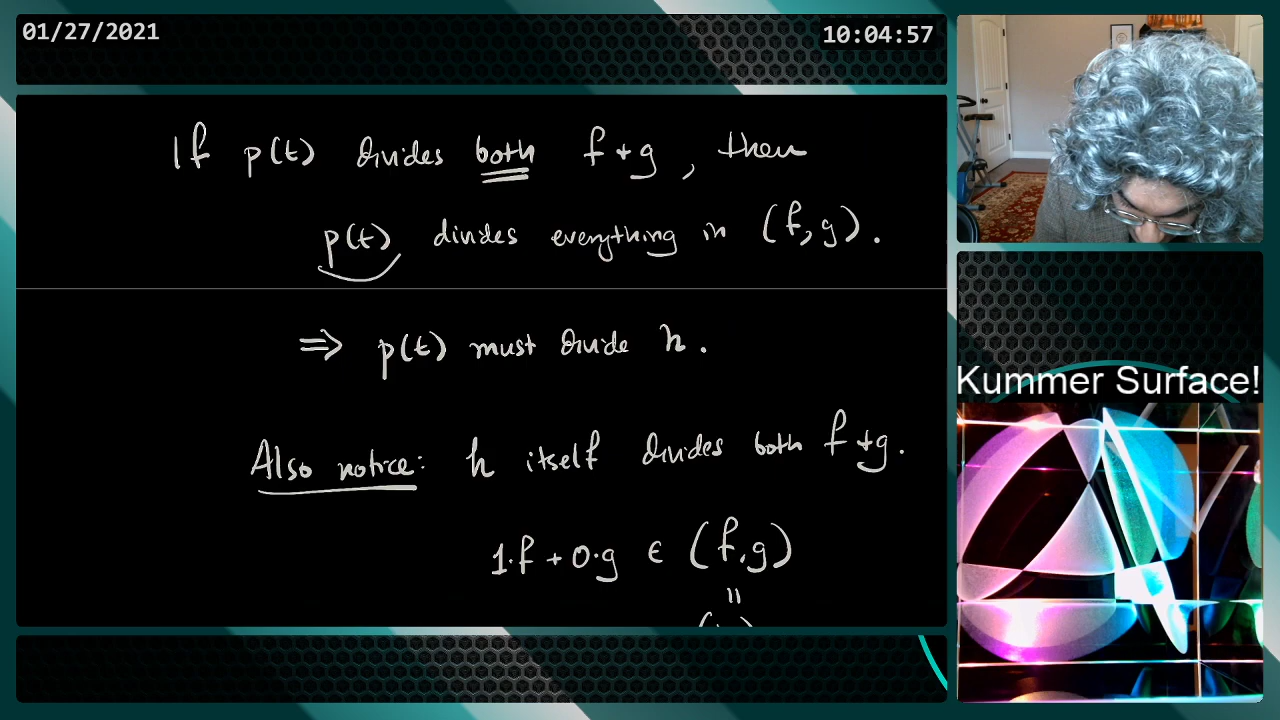 01/27/2021
10:04:57
If p(t) divides both f + g, then
p(t) divides everything in (f, g).
⇒ p(t) must divide h.
Also notice: h itself divides both f + g.
1·f + 0·g ∈ (f, g)
=
Kummer Surface!